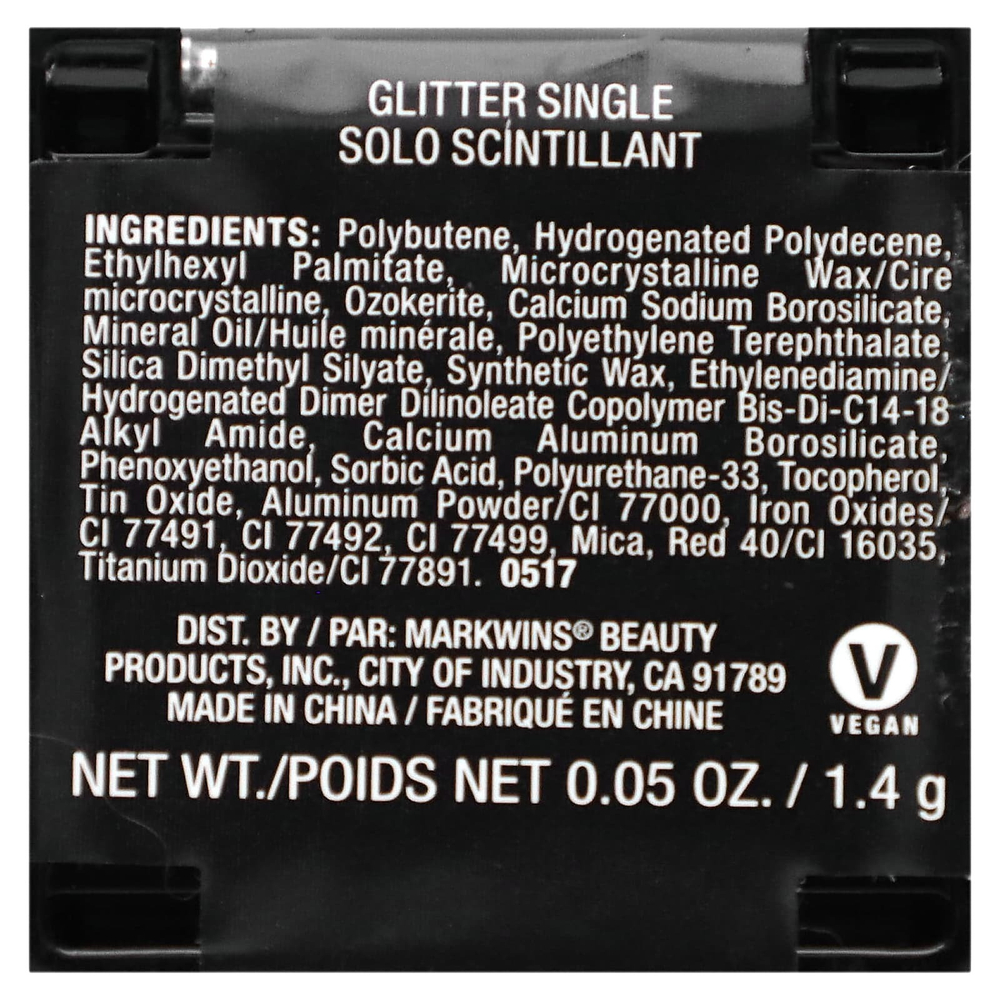 GLITTER SINGLE
SOLO SCINTILLANT
INGREDIENTS: Polybutene, Hydrogenated Polydecene,
Ethylhexyl Palmitate, Microcrystalline Wax/Cire
microcrystalline, Ozokerite, Calcium Sodium Borosilicate,
Mineral Oil/Huile minérale, Polyethylene Terephthalate,
Silica Dimethyl Silyate, Synthetic Wax, Ethylenediamine/
Hydrogenated Dimer Dilinoleate Copolymer Bis-Di-C14-18
Alkyl Amide, Calcium Aluminum Borosilicate,
Phenoxyethanol, Sorbic Acid, Polyurethane-33, Tocopherol,
Tin Oxide, Aluminum Powder/CI 77000, Iron Oxides/
CI 77491, CI 77492, CI 77499, Mica, Red 40/CI 16035,
Titanium Dioxide/CI 77891. 0517
DIST. BY / PAR: MARKWINS® BEAUTY
PRODUCTS, INC., CITY OF INDUSTRY, CA 91789
MADE IN CHINA / FABRIQUÉ EN CHINE
V
VEGAN
NET WT./POIDS NET 0.05 OZ. / 1.4 g